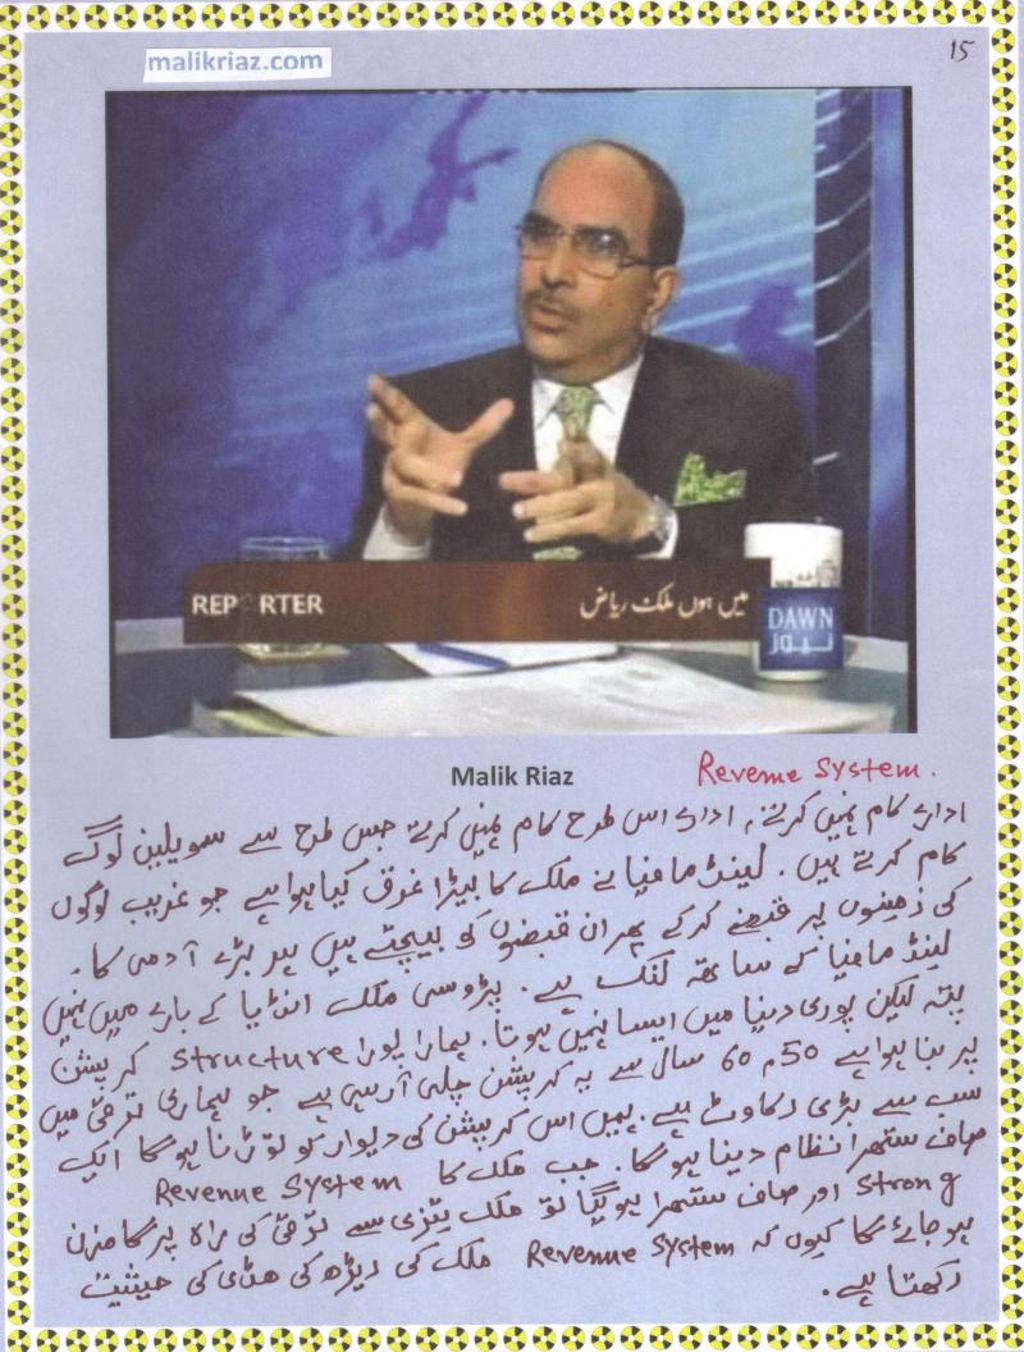 malikriaz.com
15
REPORTER
میں ہوں ملک ریاض
DAWN
نیوز
Malik Riaz
Revenue System.
ادارے کام نہیں کرتے، ادارے اس طرح کام نہیں کرتے جس طرح سے سویلین لوگ
کام کرتے ہیں۔ لینڈ مافیا نے ملک کا بیڑا غرق کیا ہوا ہے جو غریب لوگوں
کی زمینوں پر قبضے کرکے پھر ان قبضوں کو بیچتے ہیں ہر بڑے آدمی کا۔
لینڈ مافیا کے ساتھ لنک ہے۔ پڑوسی ملک انڈیا کے بارے میں نہیں
پتہ لیکن پوری دنیا میں ایسا نہیں ہوتا۔ ہمارا پورا Structure کرپشن
پر بنا ہوا ہے 50، 60 سال سے یہ کرپشن چلی آرہی ہے جو ہماری ترقی میں
سب سے بڑی رکاوٹ ہے۔ ہمیں اس کرپشن کی دیوار کو توڑنا ہوگا ایک
صاف ستھرا نظام دینا ہوگا۔ جب ملک کا Revenue System
Strong اور صاف ستھرا ہوگیا تو ملک تیزی سے ترقی کی راہ پر گامزن
ہو جائے گا کیوں کہ Revenue System ملک کی ریڑھ کی ھڈی کی حیثیت
رکھتا ہے۔